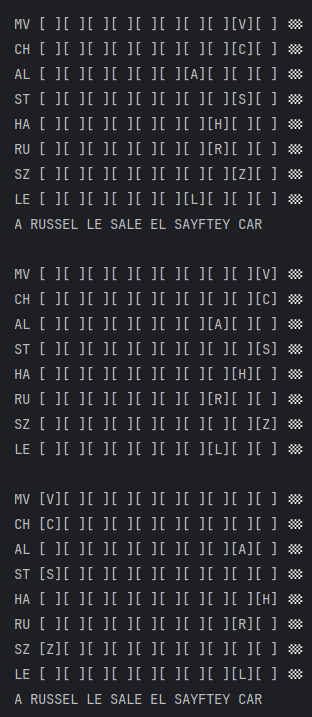 MV [ ][ ][ ][ ][ ][ ][ ][ ][V][ ] 🏁
CH [ ][ ][ ][ ][ ][ ][ ][ ][C][ ] 🏁
AL [ ][ ][ ][ ][ ][ ][A][ ][ ][ ] 🏁
ST [ ][ ][ ][ ][ ][ ][ ][ ][S][ ] 🏁
HA [ ][ ][ ][ ][ ][ ][ ][H][ ][ ] 🏁
RU [ ][ ][ ][ ][ ][ ][ ][R][ ][ ] 🏁
SZ [ ][ ][ ][ ][ ][ ][ ][ ][Z][ ] 🏁
LE [ ][ ][ ][ ][ ][ ][L][ ][ ][ ] 🏁
A RUSSEL LE SALE EL SAYFTEY CAR
MV [ ][ ][ ][ ][ ][ ][ ][ ][ ][V] 🏁
CH [ ][ ][ ][ ][ ][ ][ ][ ][ ][C] 🏁
AL [ ][ ][ ][ ][ ][ ][ ][A][ ][ ] 🏁
ST [ ][ ][ ][ ][ ][ ][ ][ ][ ][S] 🏁
HA [ ][ ][ ][ ][ ][ ][ ][ ][H][ ] 🏁
RU [ ][ ][ ][ ][ ][ ][ ][R][ ][ ] 🏁
SZ [ ][ ][ ][ ][ ][ ][ ][ ][ ][Z] 🏁
LE [ ][ ][ ][ ][ ][ ][ ][L][ ][ ] 🏁
MV [V][ ][ ][ ][ ][ ][ ][ ][ ][ ] 🏁
CH [C][ ][ ][ ][ ][ ][ ][ ][ ][ ] 🏁
AL [ ][ ][ ][ ][ ][ ][ ][ ][A][ ] 🏁
ST [S][ ][ ][ ][ ][ ][ ][ ][ ][ ] 🏁
HA [ ][ ][ ][ ][ ][ ][ ][ ][ ][H] 🏁
RU [ ][ ][ ][ ][ ][ ][ ][ ][R][ ] 🏁
SZ [Z][ ][ ][ ][ ][ ][ ][ ][ ][ ] 🏁
LE [ ][ ][ ][ ][ ][ ][ ][ ][L][ ] 🏁
A RUSSEL LE SALE EL SAYFTEY CAR